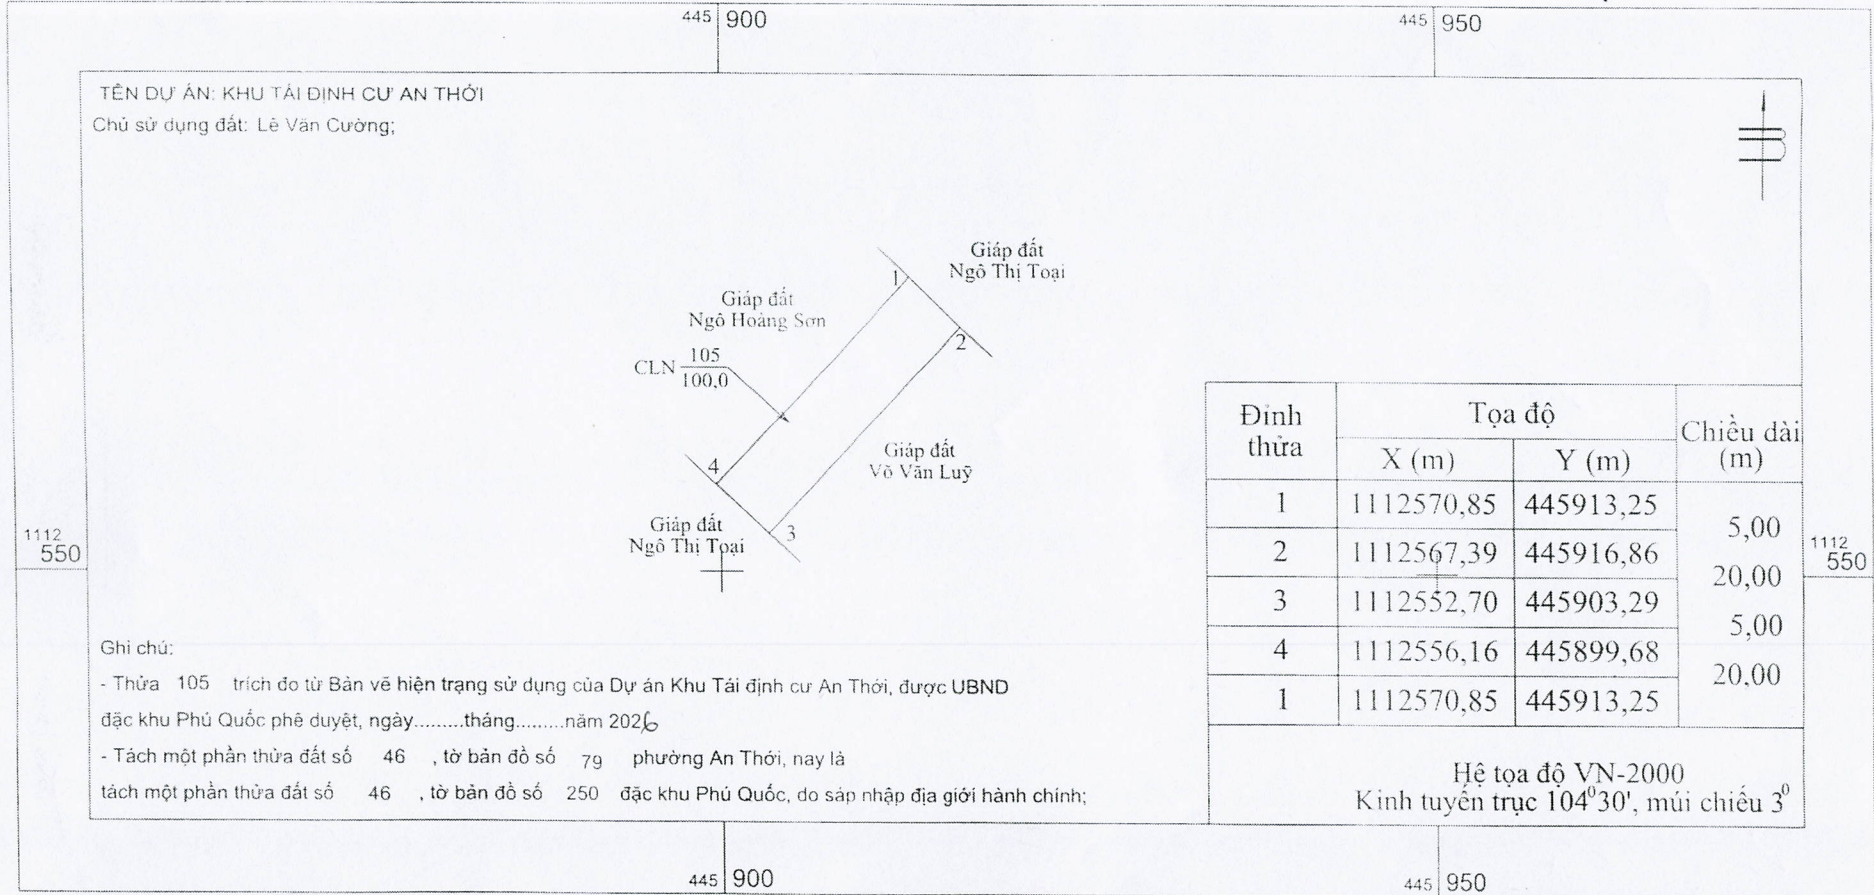 445 900
445 950
TÊN DỰ ÁN: KHU TÁI ĐỊNH CƯ AN THỚI
Chủ sử dụng đất: Lê Văn Cường;
Giáp đất
Ngô Thị Toại
1
Giáp đất
Ngô Hoàng Sơn
2
CLN 105
100,0
Giáp đất
Võ Văn Luỹ
4
Giáp đất
Ngô Thị Toại
3
1112
550
Đỉnh thửa Tọa độ Chiều dài (m)
X (m) Y (m)
1 1112570,85 445913,25
5,00
2 1112567,39 445916,86
20,00
3 1112552,70 445903,29
5,00
4 1112556,16 445899,68
20,00
1 1112570,85 445913,25
1112
550
Hệ tọa độ VN-2000
Kinh tuyến trục 104⁰30', múi chiếu 3⁰
Ghi chú:
- Thửa 105 trích đo từ Bản vẽ hiện trạng sử dụng của Dự án Khu Tái định cư An Thới, được UBND
đặc khu Phú Quốc phê duyệt, ngày.........tháng.........năm 2026
- Tách một phần thửa đất số 46 , tờ bản đồ số 79 phường An Thới, nay là
tách một phần thửa đất số 46 , tờ bản đồ số 250 đặc khu Phú Quốc, do sáp nhập địa giới hành chính;
445 900
445 950